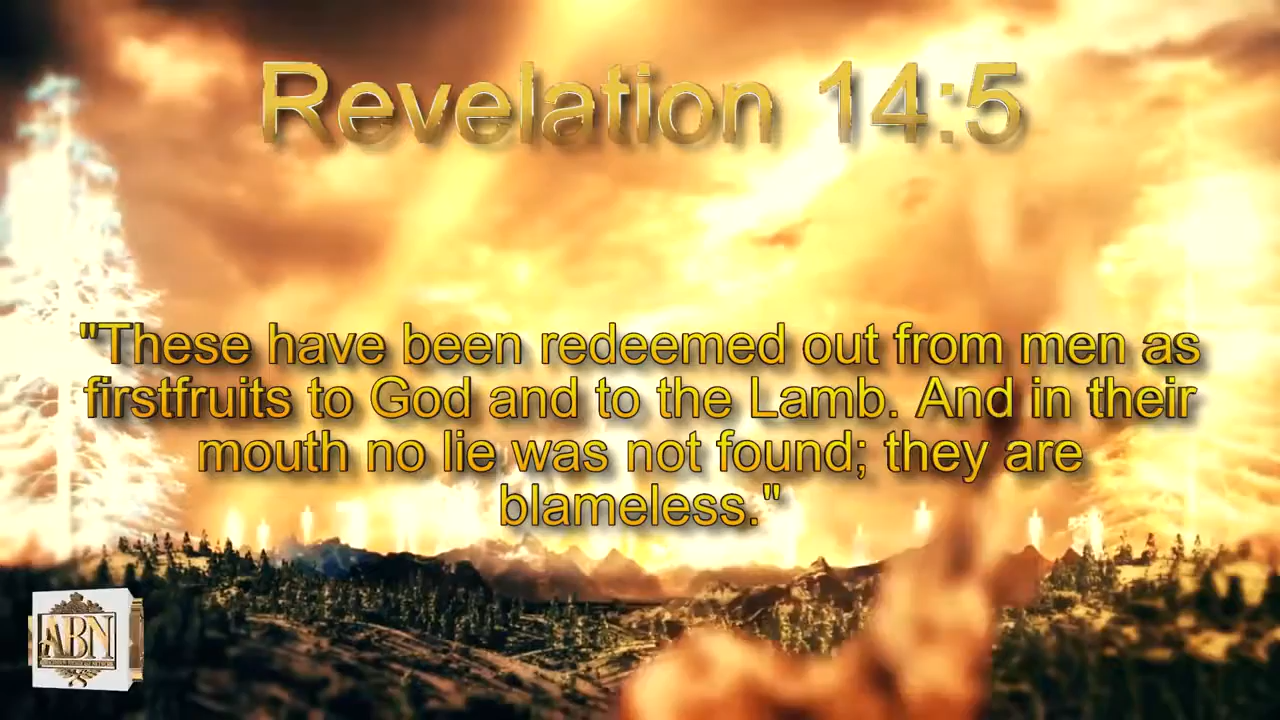 Revelation 14:5
"These have been redeemed out from men as
firstfruits to God and to the Lamb. And in their
mouth no lie was not found; they are
blameless."
ABN